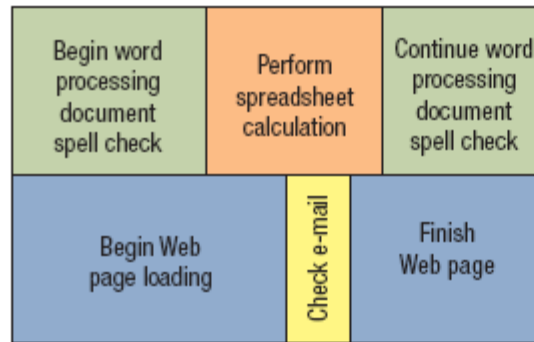 Begin word
processing
document
spell check
Perform
spreadsheet
calculation
Continue word
processing
document
spell check
Begin Web
page loading
Check e-mail
Finish
Web page